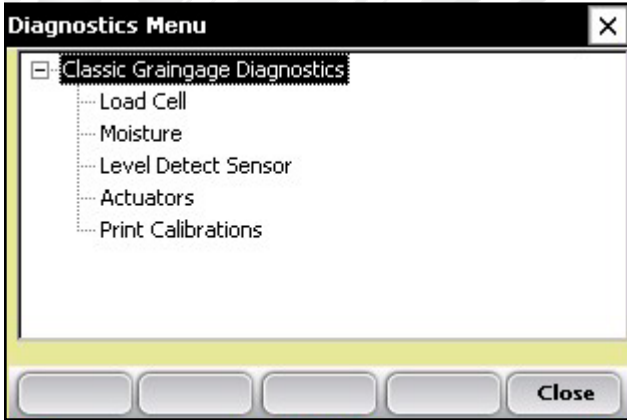 Diagnostics Menu
Classic Graingage Diagnostics
Load Cell
Moisture
Level Detect Sensor
Actuators
Print Calibrations
Close